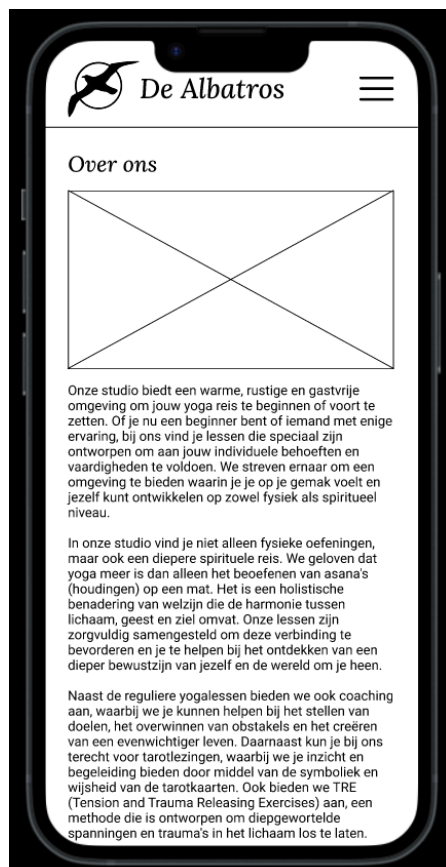 De Albatros
Over ons
Onze studio biedt een warme, rustige en gastvrije
omgeving om jouw yoga reis te beginnen of voort te
zetten. Of je nu een beginner bent of iemand met enige
ervaring, bij ons vind je lessen die speciaal zijn
ontworpen om aan jouw individuele behoeften en
vaardigheden te voldoen. We streven ernaar om een
omgeving te bieden waarin je je op je gemak voelt en
jezelf kunt ontwikkelen op zowel fysiek als spiritueel
niveau.
In onze studio vind je niet alleen fysieke oefeningen,
maar ook een diepere spirituele reis. We geloven dat
yoga meer is dan alleen het beoefenen van asana's
(houdingen) op een mat. Het is een holistische
benadering van welzijn die de harmonie tussen
lichaam, geest en ziel omvat. Onze lessen zijn
zorgvuldig samengesteld om deze verbinding te
bevorderen en je te helpen bij het ontdekken van een
dieper bewustzijn van jezelf en de wereld om je heen.
Naast de reguliere yogalessen bieden we ook coaching
aan, waarbij we je kunnen helpen bij het stellen van
doelen, het overwinnen van obstakels en het creëren
van een evenwichtiger leven. Daarnaast kun je bij ons
terecht voor tarotlezingen, waarbij we je inzicht en
begeleiding bieden door middel van de symboliek en
wijsheid van de tarotkaarten. Ook bieden we TRE
(Tension and Trauma Releasing Exercises) aan, een
methode die is ontworpen om diepgewortelde
spanningen en trauma's in het lichaam los te laten.